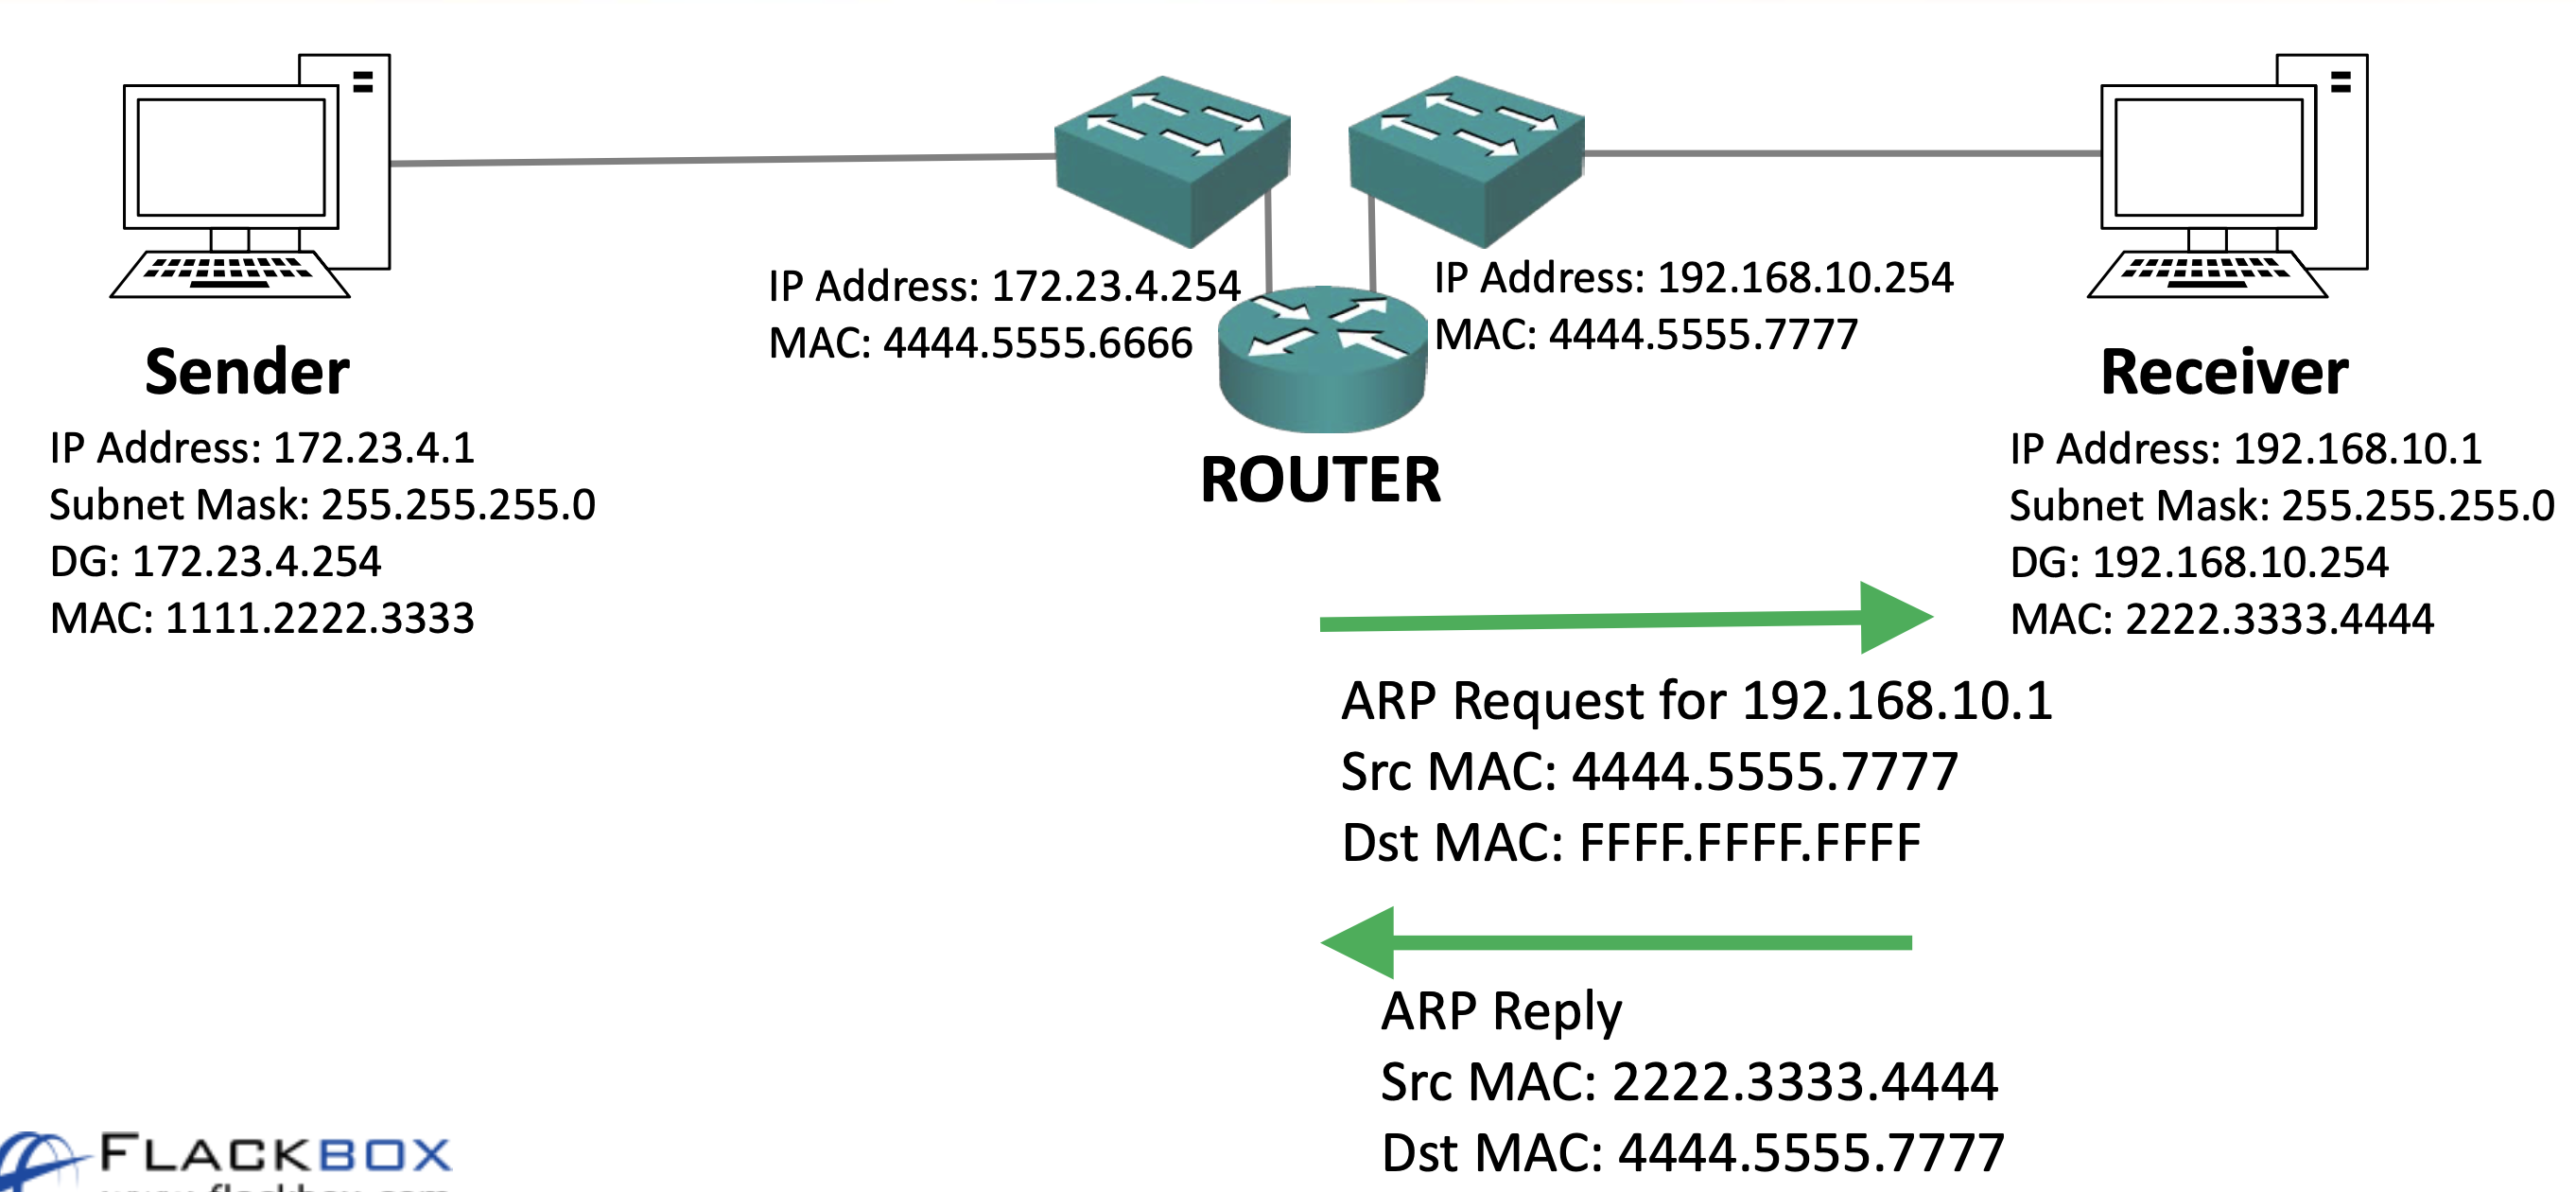 IP Address: 172.23.4.254
MAC: 4444.5555.6666
IP Address: 192.168.10.254
MAC: 4444.5555.7777
Sender
IP Address: 172.23.4.1
Subnet Mask: 255.255.255.0
DG: 172.23.4.254
MAC: 1111.2222.3333
ROUTER
Receiver
IP Address: 192.168.10.1
Subnet Mask: 255.255.255.0
DG: 192.168.10.254
MAC: 2222.3333.4444
ARP Request for 192.168.10.1
Src MAC: 4444.5555.7777
Dst MAC: FFFF.FFFF.FFFF
ARP Reply
Src MAC: 2222.3333.4444
Dst MAC: 4444.5555.7777
FLACKBOX
www.flackbox.com